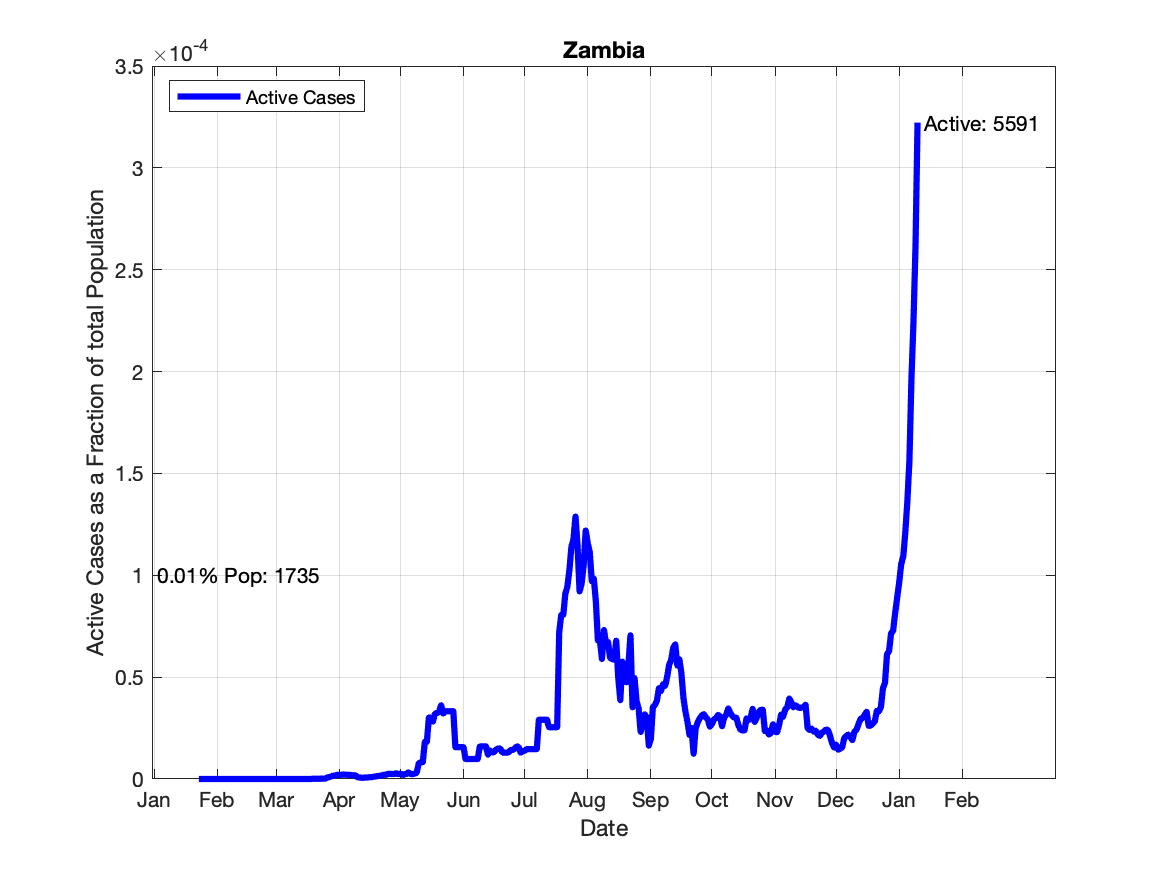 Zambia
×10-4
Active Cases
3.5
3
2.5
2
1.5
1
0.5
0
Active Cases as a Fraction of total Population
Active: 5591
0.01% Pop: 1735
Jan Feb Mar Apr May Jun Jul Aug Sep Oct Nov Dec Jan Feb
Date